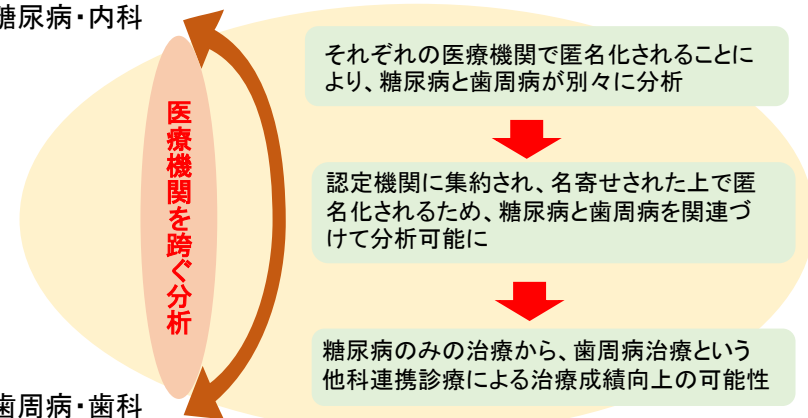 糖尿病・内科
それぞれの医療機関で匿名化されることに
より、糖尿病と歯周病が別々に分析
医療機関を跨ぐ分析
認定機関に集約され、名寄せされた上で匿
名化されるため、糖尿病と歯周病を関連づ
けて分析可能に
糖尿病のみの治療から、歯周病治療という
他科連携診療による治療成績向上の可能性
歯周病・歯科